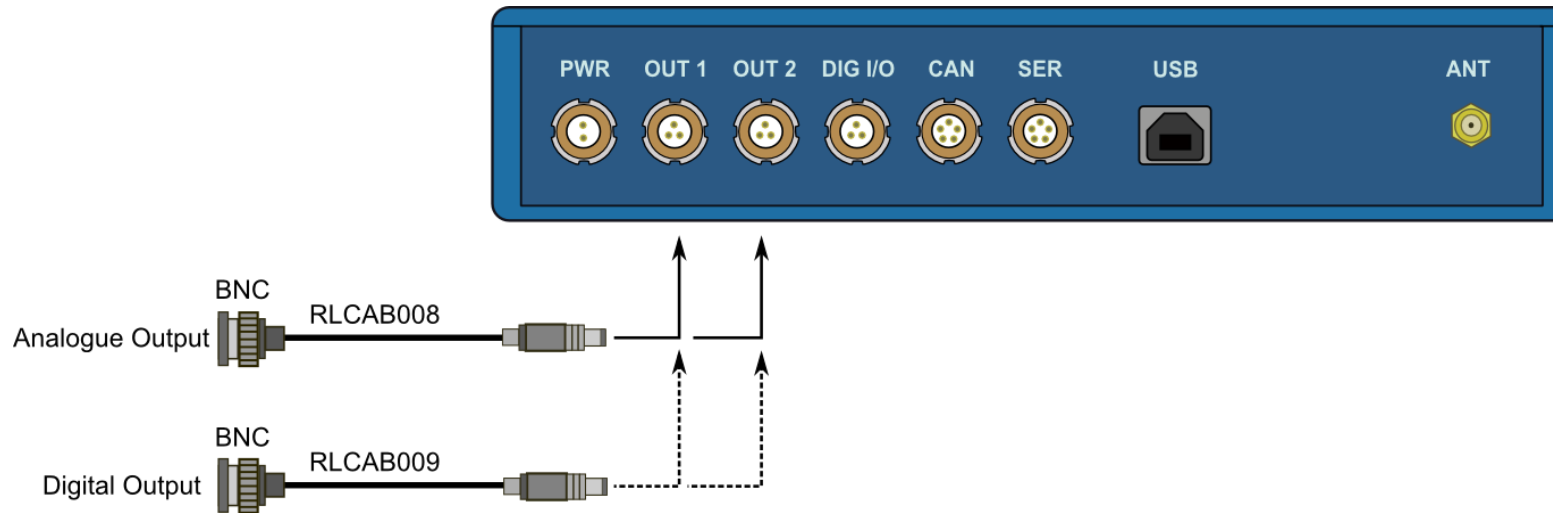 PWR OUT 1 OUT 2 DIG I/O CAN SER USB ANT
BNC
RLCAB008
Analogue Output
BNC
RLCAB009
Digital Output